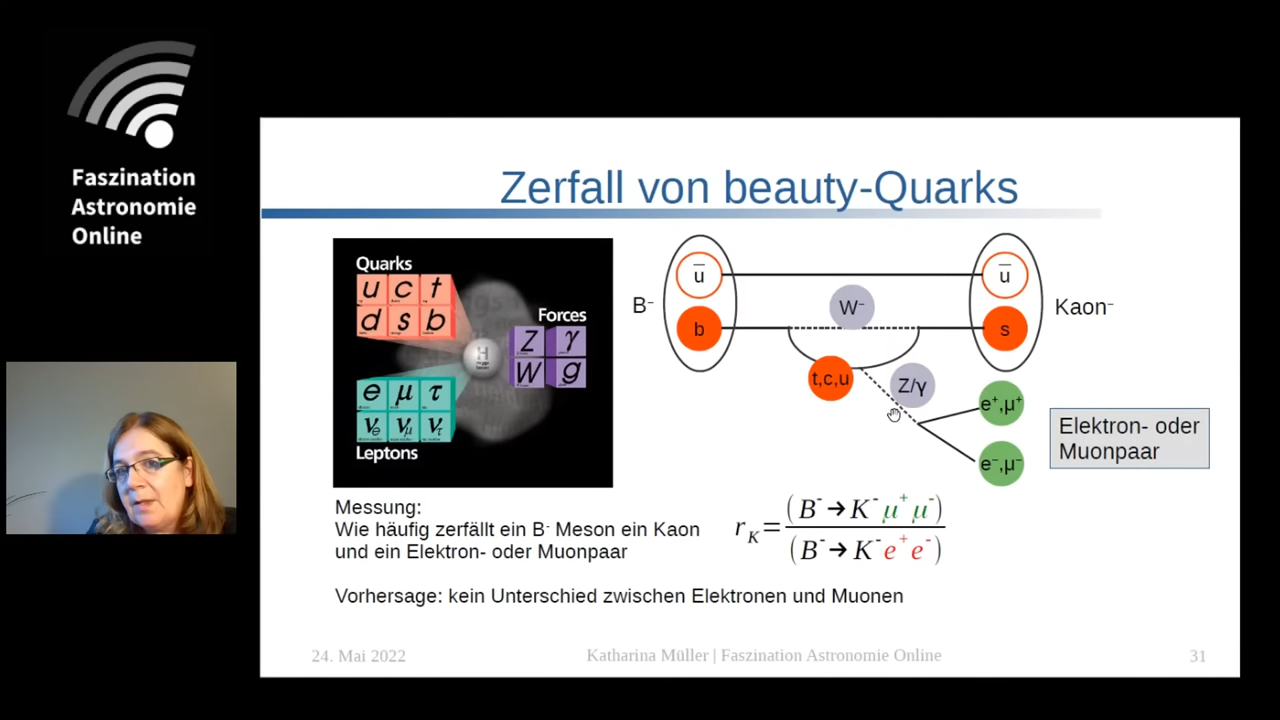 Faszination
Astronomie
Online
Zerfall von beauty-Quarks
Quarks
u c t
d s b
Forces
Z γ
W g
H
e μ τ
νe νμ ντ
Leptons
B⁻
u̅
b
W⁻
t,c,u
Z/γ
u̅
s
Kaon⁻
e⁺,μ⁺
e⁻,μ⁻
Elektron- oder
Muonpaar
Messung:
Wie häufig zerfällt ein B⁻ Meson ein Kaon
und ein Elektron- oder Muonpaar
r_K = (B⁻ → K⁻ μ⁺ μ⁻)
(B⁻ → K⁻ e⁺ e⁻)
Vorhersage: kein Unterschied zwischen Elektronen und Muonen
24. Mai 2022
Katharina Müller | Faszination Astronomie Online
31